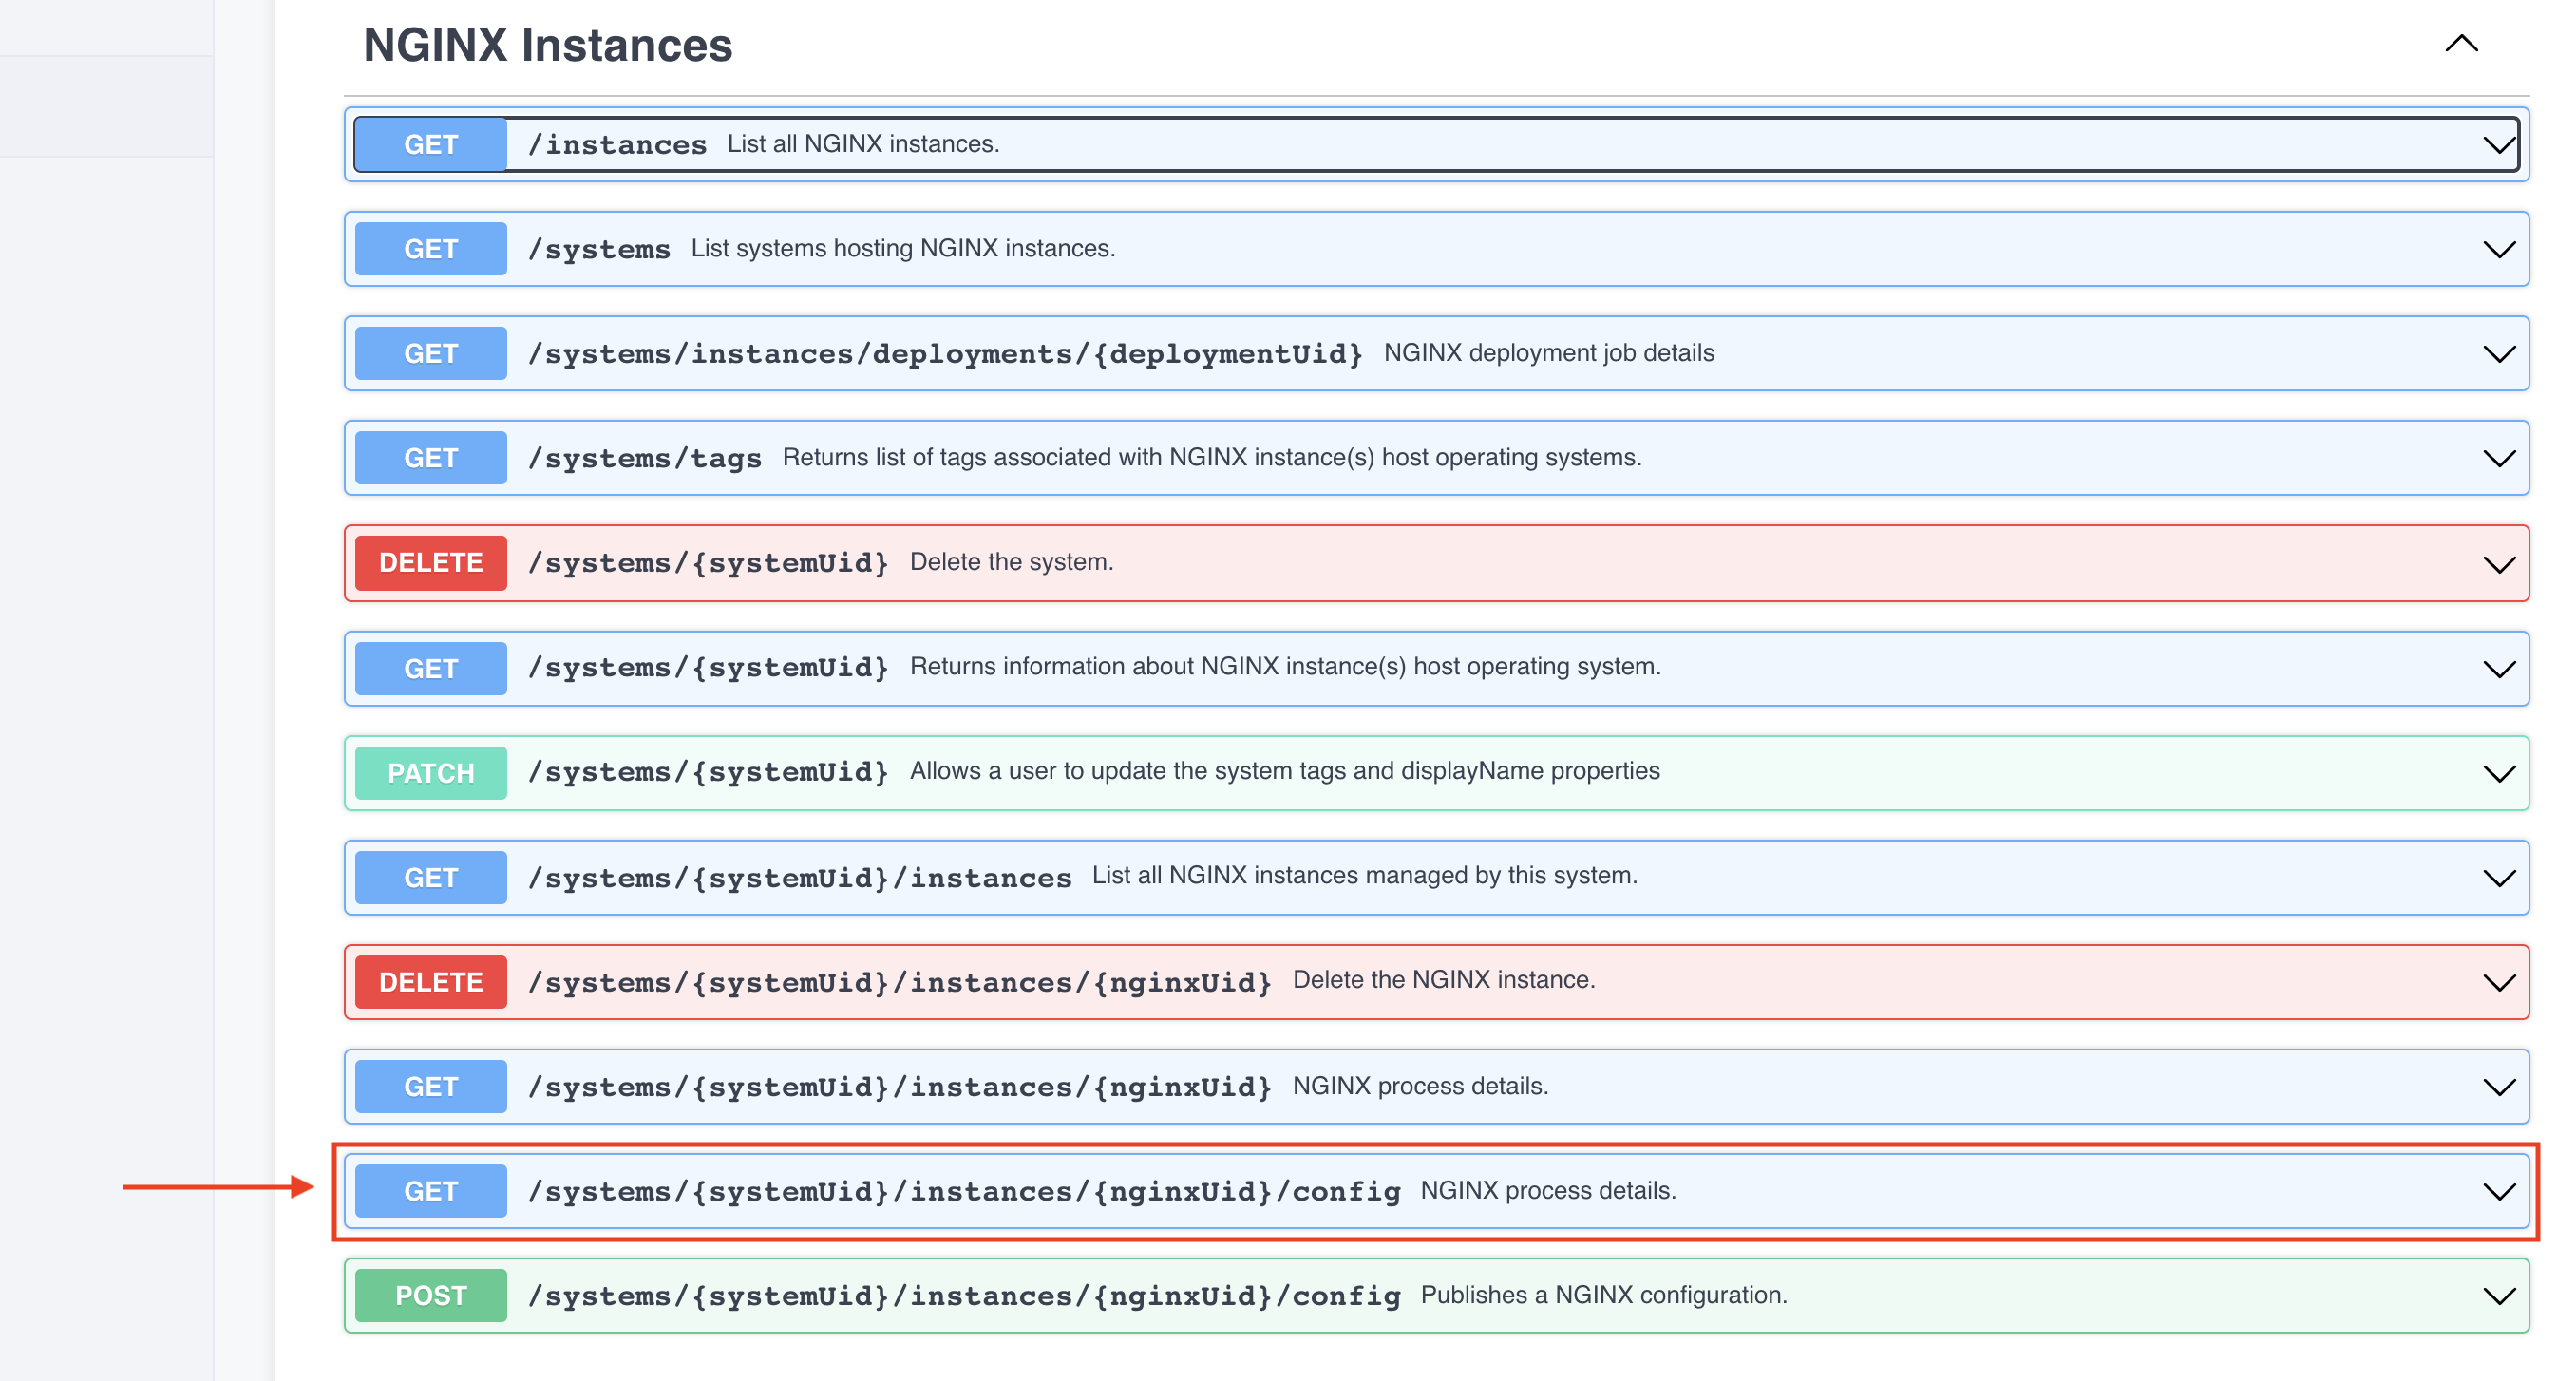 NGINX Instances
GET /instances List all NGINX instances.
GET /systems List systems hosting NGINX instances.
GET /systems/instances/deployments/{deploymentUid} NGINX deployment job details
GET /systems/tags Returns list of tags associated with NGINX instance(s) host operating systems.
DELETE /systems/{systemUid} Delete the system.
GET /systems/{systemUid} Returns information about NGINX instance(s) host operating system.
PATCH /systems/{systemUid} Allows a user to update the system tags and displayName properties
GET /systems/{systemUid}/instances List all NGINX instances managed by this system.
DELETE /systems/{systemUid}/instances/{nginxUid} Delete the NGINX instance.
GET /systems/{systemUid}/instances/{nginxUid} NGINX process details.
GET /systems/{systemUid}/instances/{nginxUid}/config NGINX process details.
POST /systems/{systemUid}/instances/{nginxUid}/config Publishes a NGINX configuration.